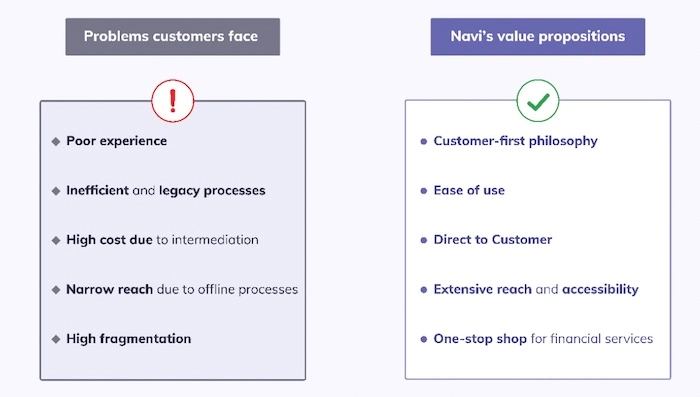 Problems customers face
Navi's value propositions
Poor experience
Inefficient and legacy processes
High cost due to intermediation
Narrow reach due to offline processes
High fragmentation
Customer-first philosophy
Ease of use
Direct to Customer
Extensive reach and accessibility
One-stop shop for financial services